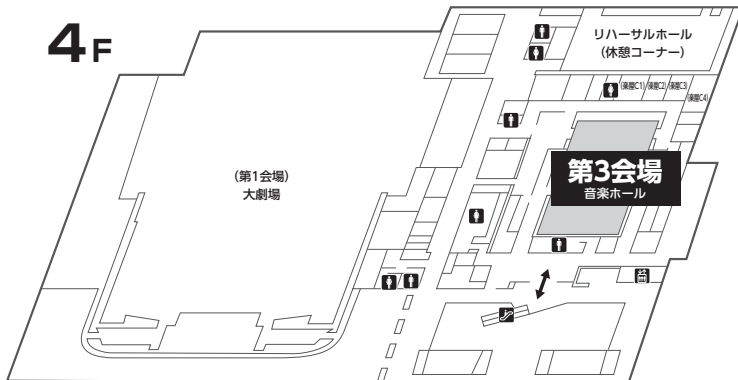 4F
リハーサルホール
(休憩コーナー)
(楽屋C1)
(楽屋C2)
(楽屋C3)
(楽屋C4)
(第1会場)
大劇場
第3会場
音楽ホール